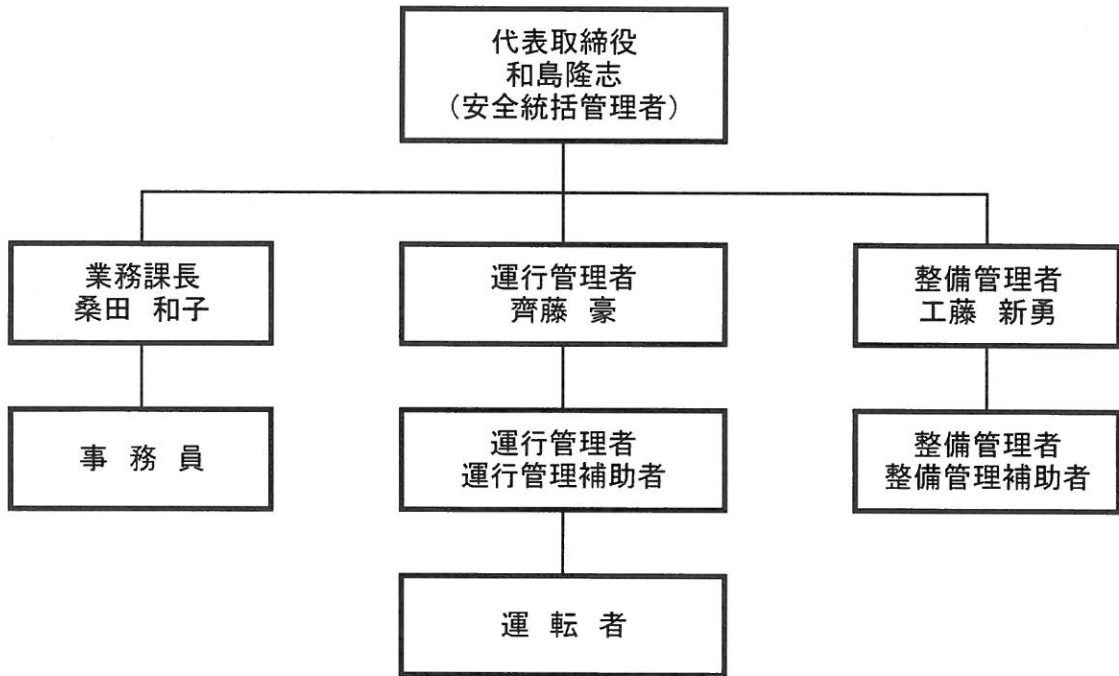 代表取締役
和島隆志
(安全統括管理者)
業務課長
桑田 和子
運行管理者
齊藤 豪
整備管理者
工藤 新勇
事 務 員
運行管理者
運行管理補助者
整備管理者
整備管理補助者
運 転 者